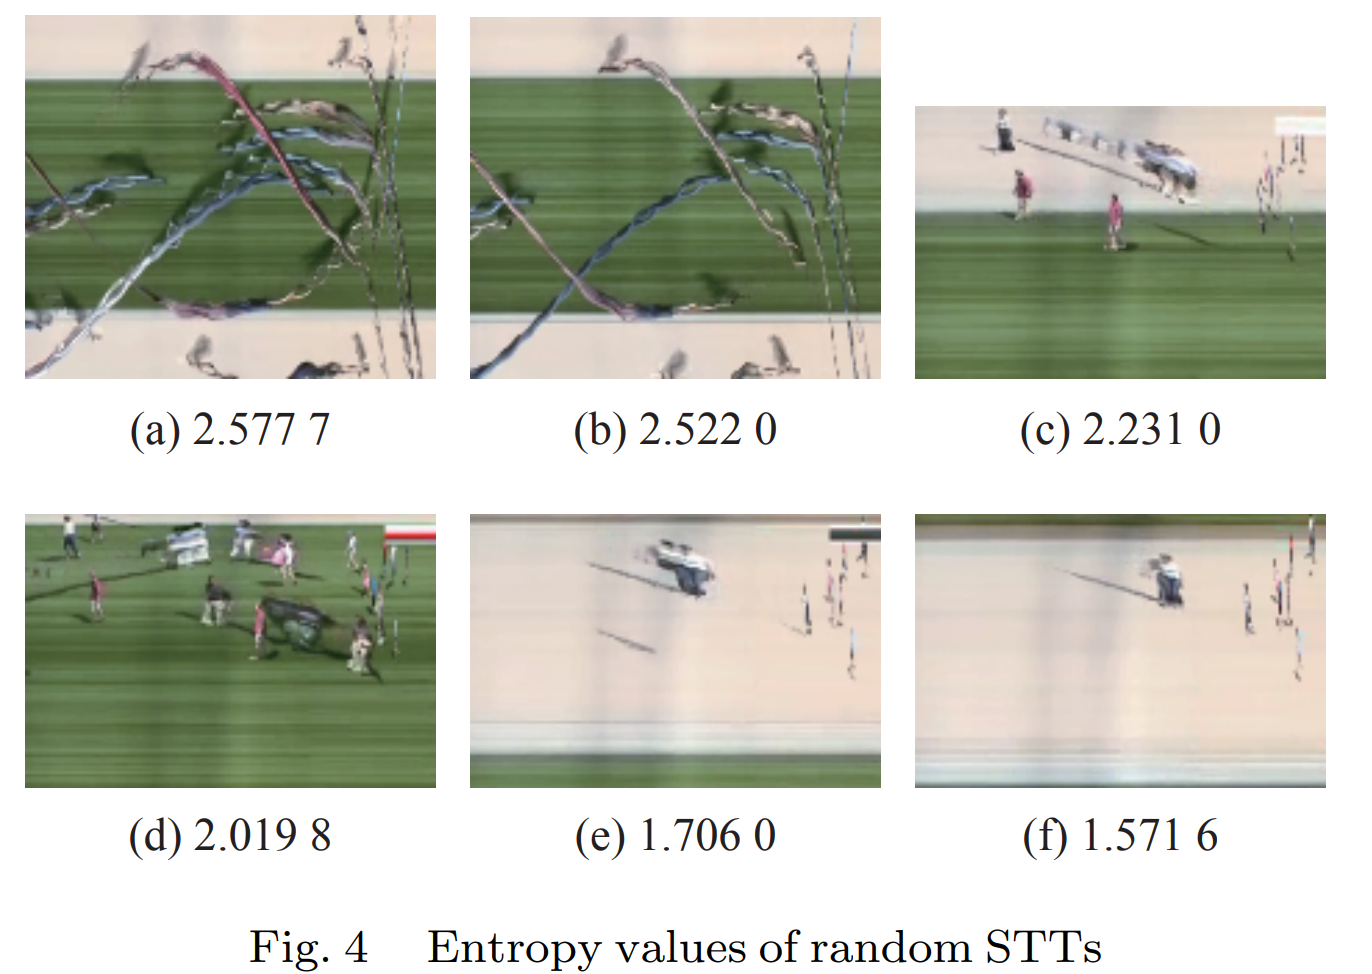 (a) 2.577 7
(b) 2.522 0
(c) 2.231 0
(d) 2.019 8
(e) 1.706 0
(f) 1.571 6
Fig. 4 Entropy values of random STTs